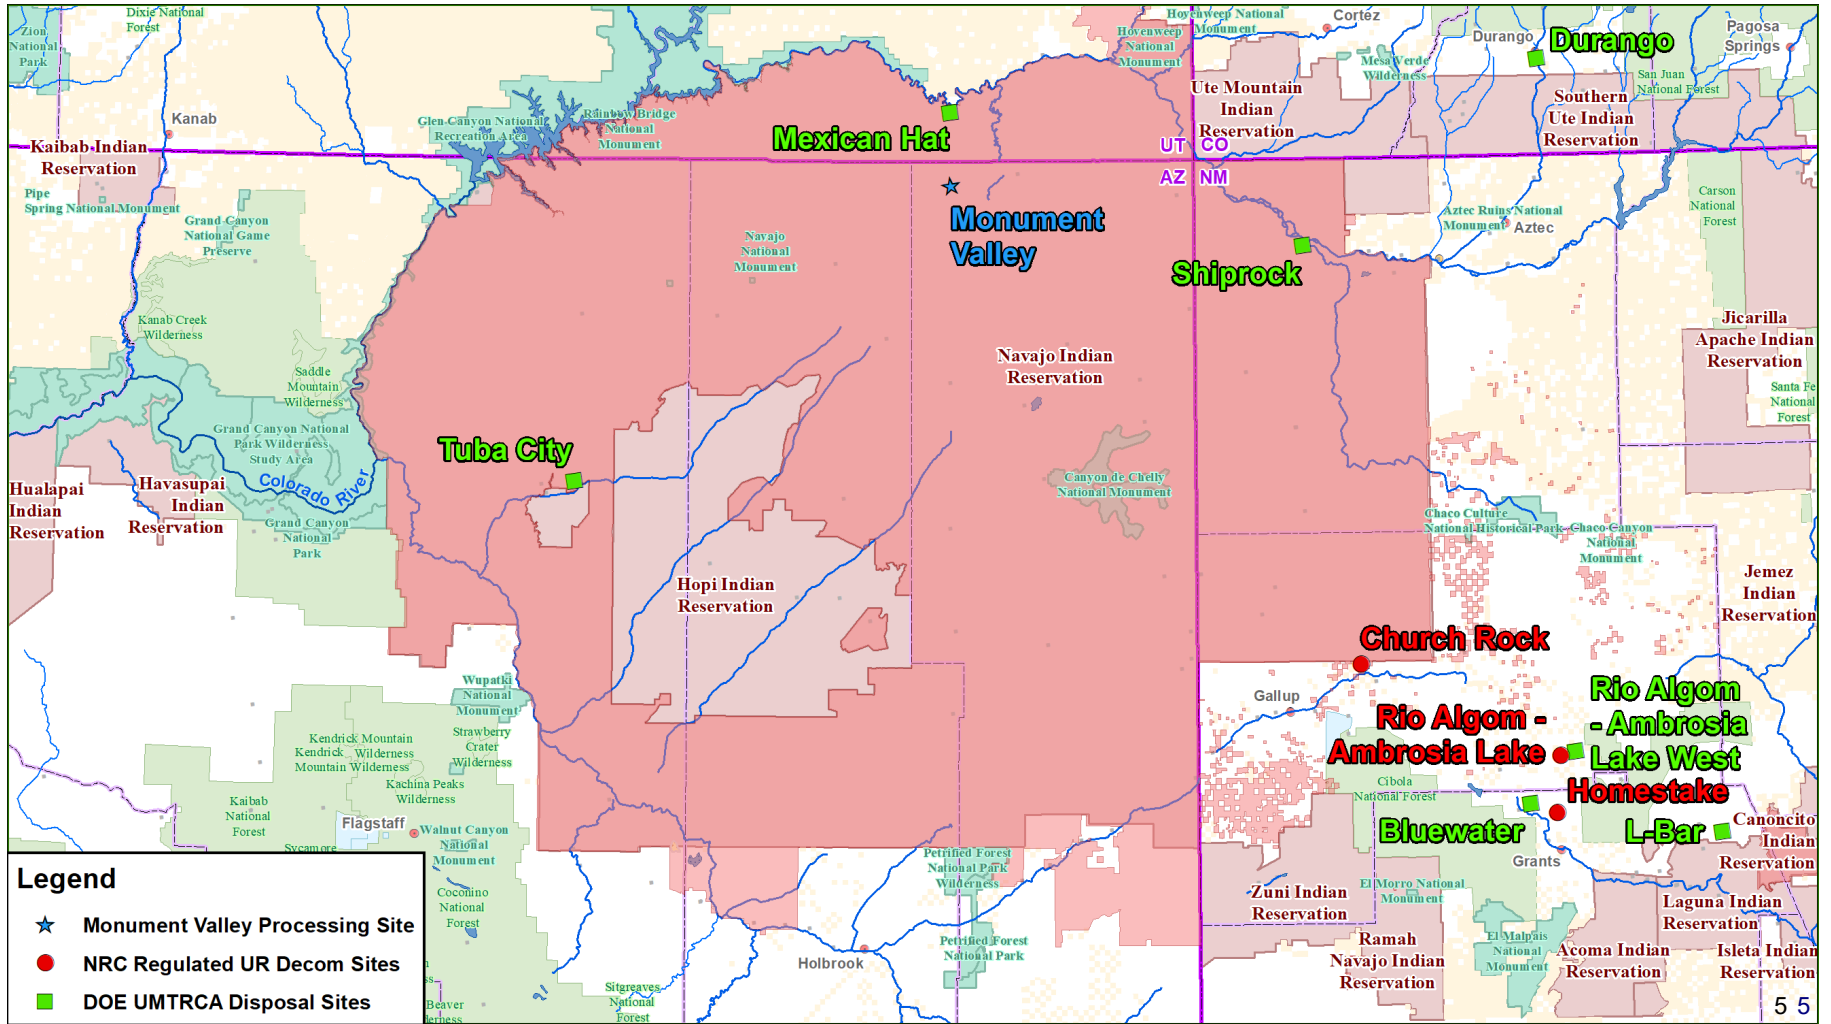 Dixie National
Forest
Zion
National
Park
Kanab
Kaibab Indian
Reservation
Pipe
Spring National Monument
Grand Canyon
National Game
Preserve
Kanab Creek
Wilderness
Saddle
Mountain
Wilderness
Grand Canyon National
Park Wilderness
Study Area
Colorado River
Grand Canyon
National
Park
Hualapai
Indian
Reservation
Havasupai
Indian
Reservation
Glen Canyon National
Recreation Area
Rainbow Bridge
National
Monument
Mexican Hat
Hovenweep National
Monument
Hovenweep
National
Monument
Cortez
Durango
Durango
Pagosa
Springs
Mesa Verde
Wilderness
San Juan
National Forest
Ute Mountain
Indian
Reservation
Southern
Ute Indian
Reservation
UT CO
AZ NM
Monument
Valley
Navajo
National
Monument
Shiprock
Aztec Ruins National
Monument
Aztec
Carson
National
Forest
Jicarilla
Apache Indian
Reservation
Santa Fe
National
Forest
Navajo Indian
Reservation
Tuba City
Canyon de Chelly
National Monument
Chaco Culture
National Historical Park
Chaco Canyon
National
Monument
Hopi Indian
Reservation
Jemez
Indian
Reservation
Church Rock
Gallup
Rio Algom -
Ambrosia Lake
Rio Algom
- Ambrosia
Lake West
Homestake
Bluewater
L-Bar
Cibola
National Forest
Grants
Canoncito
Indian
Reservation
Wupatki
National
Monument
Strawberry
Crater
Wilderness
Kendrick Mountain
Wilderness
Kendrick
Mountain Wilderness
Kachina Peaks
Wilderness
Kaibab
National
Forest
Flagstaff
Walnut Canyon
National
Monument
Sycamore
Coconino
National
Forest
Beaver
Sitgreaves
National
Forest
Holbrook
Petrified Forest
National Park
Wilderness
Petrified Forest
National Park
Zuni Indian
Reservation
El Morro National
Monument
Ramah
Navajo Indian
Reservation
El Malpais
National
Monument
Acoma Indian
Reservation
Laguna Indian
Reservation
Isleta Indian
Reservation
Legend
Monument Valley Processing Site
NRC Regulated UR Decom Sites
DOE UMTRCA Disposal Sites
5 5